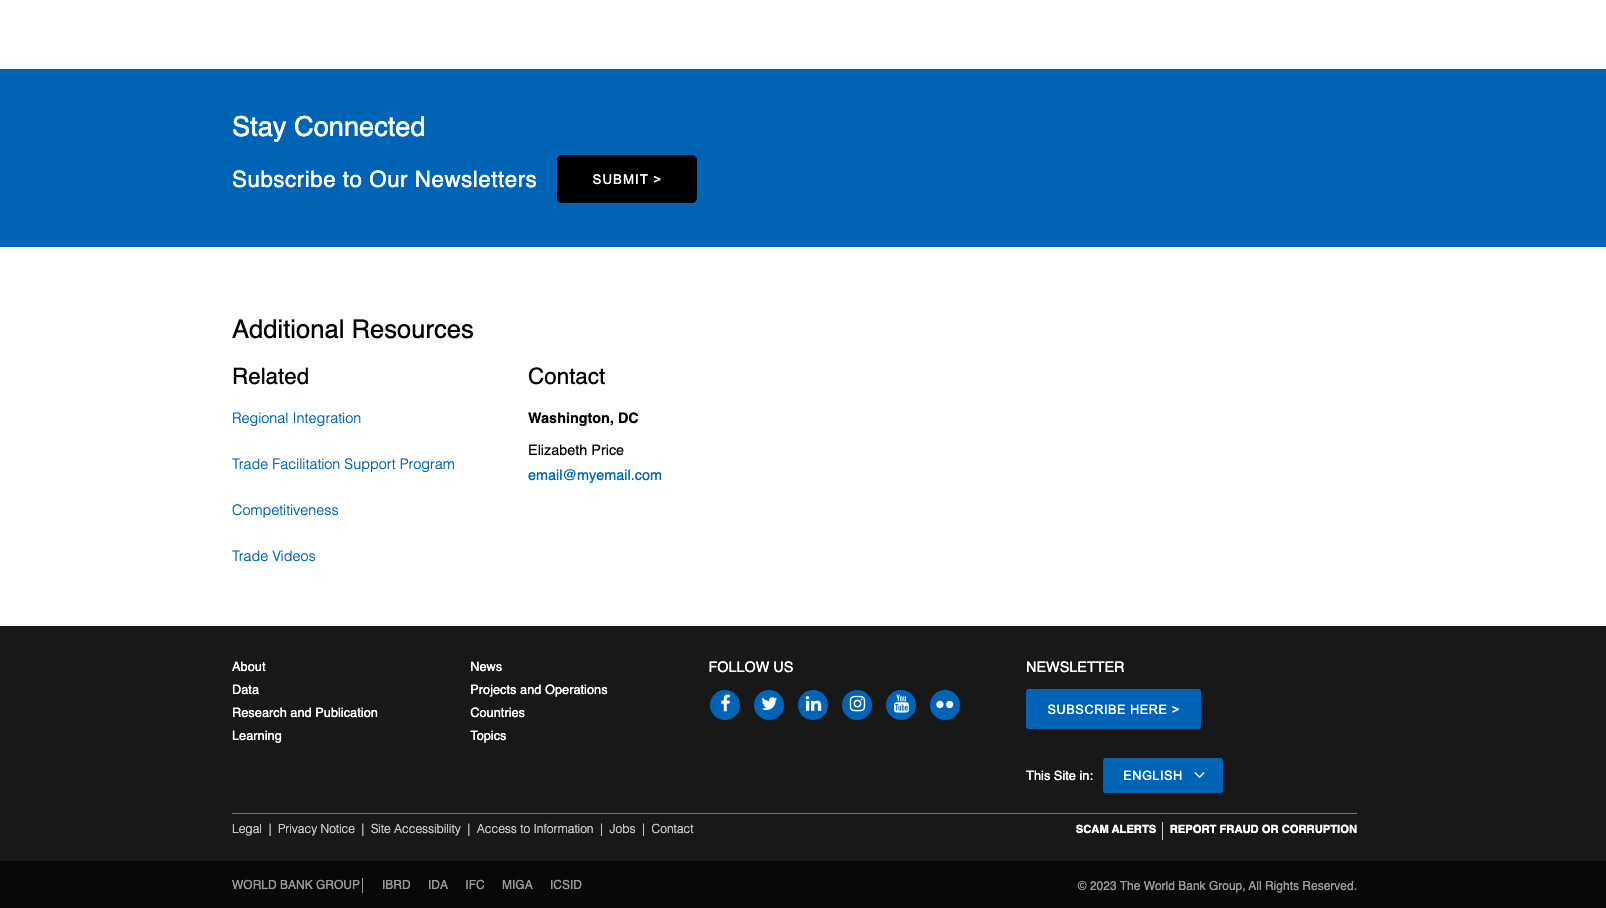 Stay Connected
Subscribe to Our Newsletters
SUBMIT >
Additional Resources
Related
Regional Integration
Trade Facilitation Support Program
Competitiveness
Trade Videos
Contact
Washington, DC
Elizabeth Price
email@myemail.com
About
Data
Research and Publication
Learning
News
Projects and Operations
Countries
Topics
FOLLOW US
You Tube
NEWSLETTER
SUBSCRIBE HERE >
This Site in: ENGLISH
Legal | Privacy Notice | Site Accessibility | Access to Information | Jobs | Contact
SCAM ALERTS | REPORT FRAUD OR CORRUPTION
WORLD BANK GROUP| IBRD IDA IFC MIGA ICSID
© 2023 The World Bank Group, All Rights Reserved.